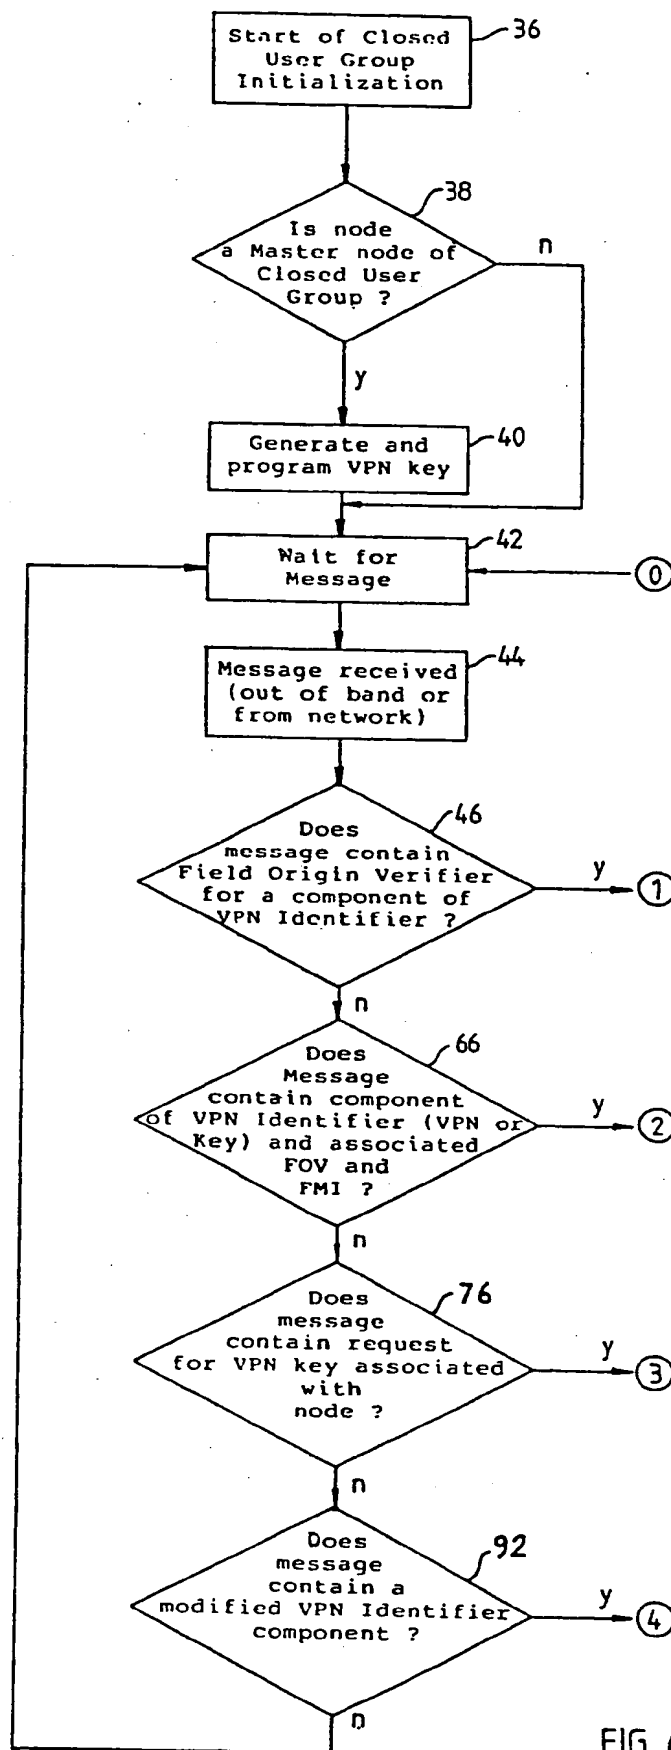 Start of Closed
User Group
Initialization
36
38
Is node
a Master node of
Closed User
Group ?
n
y
Generate and
program VPN key
40
42
Wait for
Message
0
44
Message received
(out of band or
from network)
46
Does
message contain
Field Origin Verifier
for a component of
VPN Identifier ?
y
1
n
66
Does
Message
contain component
of VPN Identifier (VPN or
Key) and associated
FOV and
FMI ?
y
2
n
76
Does
message
contain request
for VPN key associated
with
node ?
y
3
n
92
Does
message
contain a
modified VPN Identifier
component ?
y
4
n
FIG